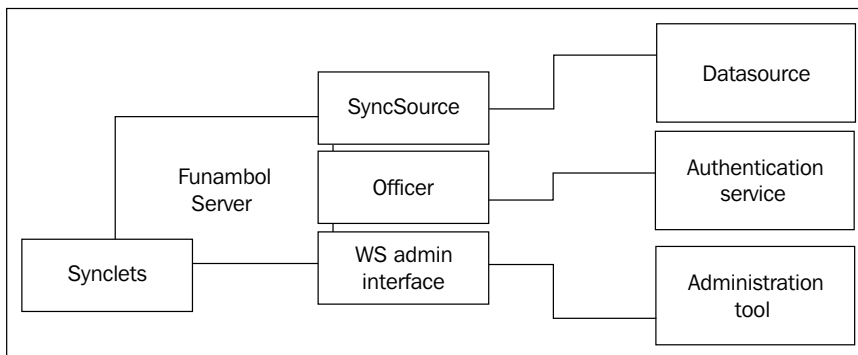 SyncSource
Datasource
Funambol
Server
Officer
Authentication
service
Synclets
WS admin
interface
Administration
tool